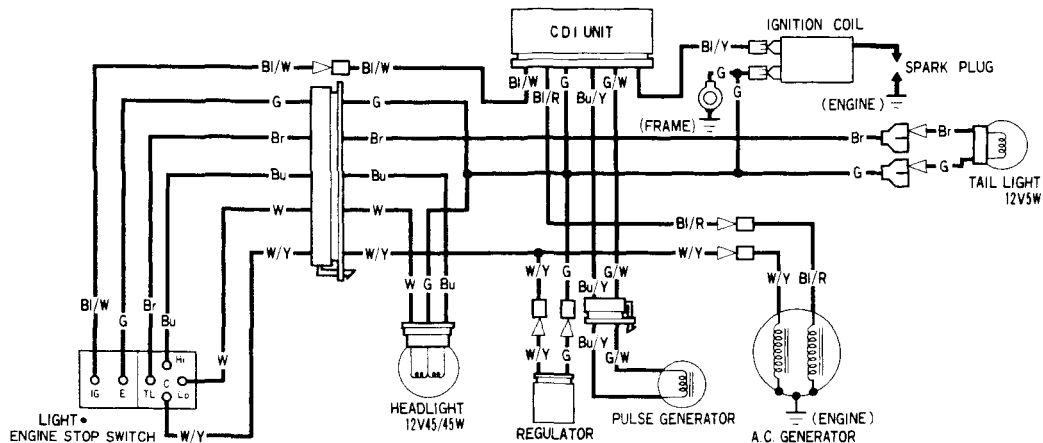 CDI UNIT
IGNITION COIL
Bl/Y
G
SPARK PLUG
(ENGINE)
(FRAME)
G
Bl/W
Bl/W
Bl/W
Bl/R
G
Bu/Y
G/W
G
G
Br
Br
Br
Br
Bu
Bu
G
G
TAIL LIGHT
12V5W
W
W
Bl/R
W/Y
W/Y
W/Y
W/Y
G
Bu/Y
G/W
W/Y
Bl/R
W
G
Bu
Bl/W
G
Br
Bu
W
W/Y
G
Bu/Y
G/W
Hi
C
Lo
IG
E
TL
LIGHT •
ENGINE STOP SWITCH
W/Y
HEADLIGHT
12V45/45W
REGULATOR
PULSE GENERATOR
(ENGINE)
A.C. GENERATOR